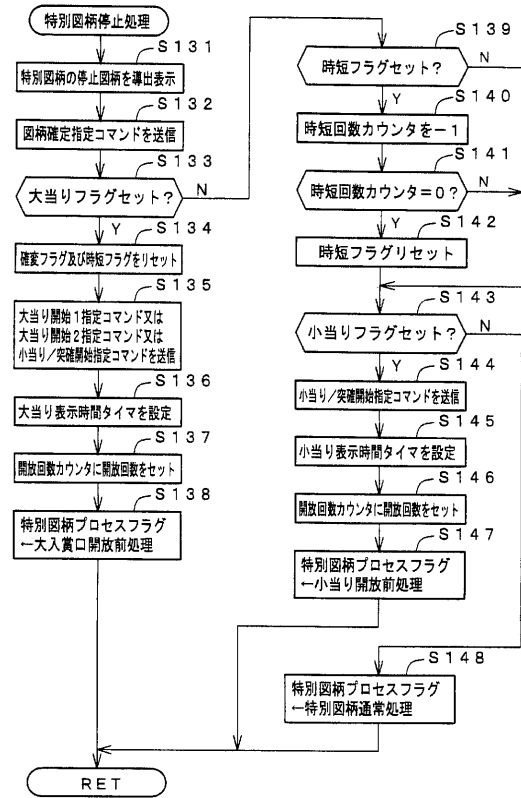 特別図柄停止処理
S131
特別図柄の停止図柄を導出表示
S132
図柄確定指定コマンドを送信
S133
大当りフラグセット?
N
Y
S134
確変フラグ及び時短フラグをリセット
S135
大当り開始1指定コマンド又は
大当り開始2指定コマンド又は
小当り/突確開始指定コマンドを送信
S136
大当り表示時間タイマを設定
S137
開放回数カウンタに開放回数をセット
S138
特別図柄プロセスフラグ
←大入賞口開放前処理
S139
時短フラグセット?
N
Y
S140
時短回数カウンタを-1
S141
時短回数カウンタ=0?
N
Y
S142
時短フラグリセット
S143
小当りフラグセット?
N
Y
S144
小当り/突確開始指定コマンドを送信
S145
小当り表示時間タイマを設定
S146
開放回数カウンタに開放回数をセット
S147
特別図柄プロセスフラグ
←小当り開放前処理
S148
特別図柄プロセスフラグ
←特別図柄通常処理
RET